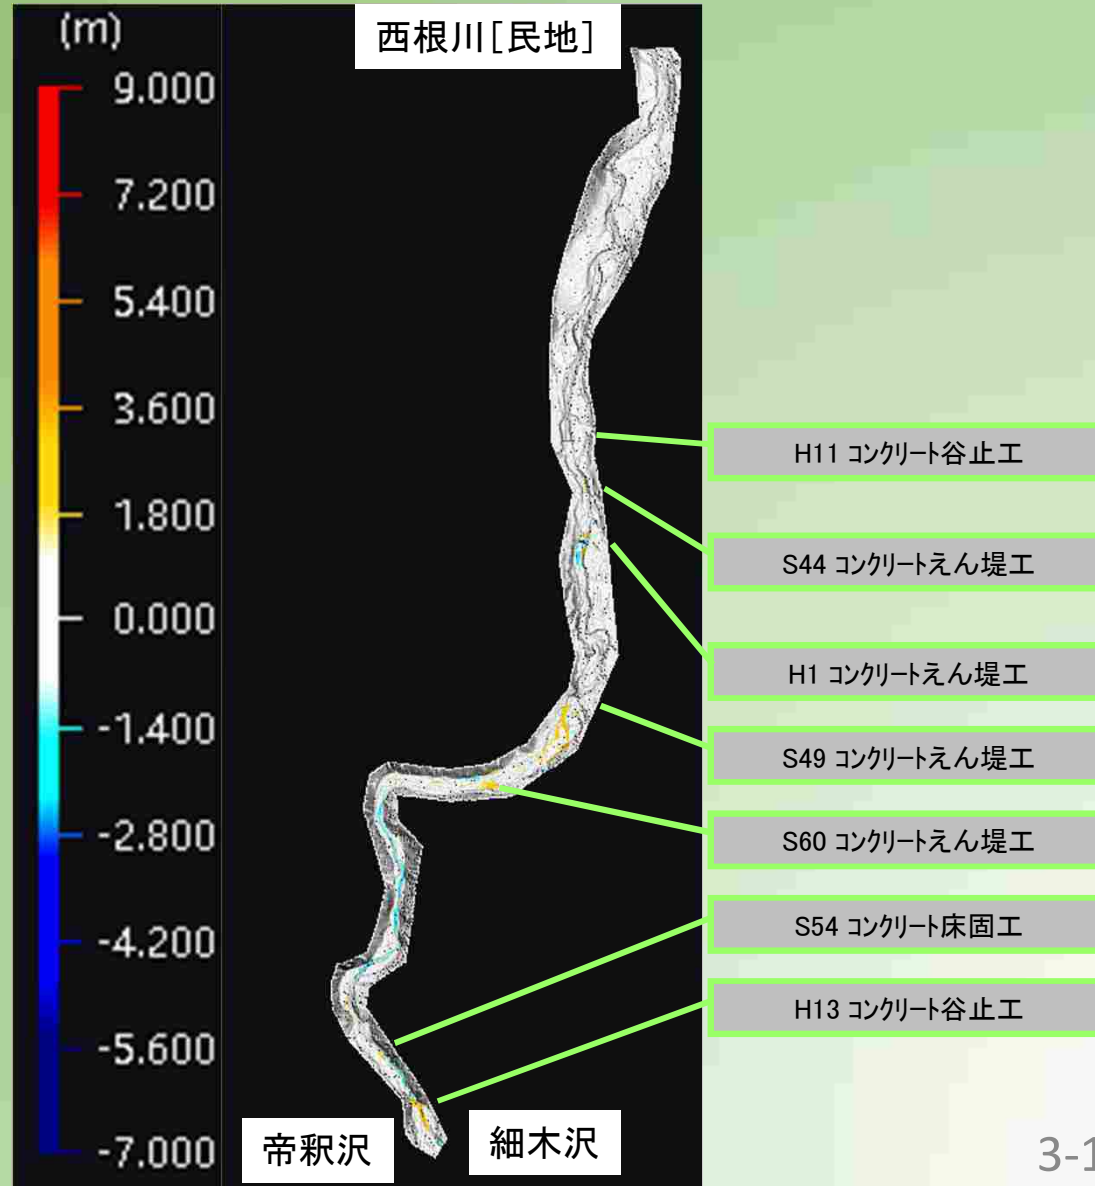 (m)
西根川[民地]
9.000
7.200
5.400
3.600
1.800
0.000
-1.400
-2.800
-4.200
-5.600
-7.000
H11 コンクリート谷止工
S44 コンクリートえん堤工
H1 コンクリートえん堤工
S49 コンクリートえん堤工
S60 コンクリートえん堤工
S54 コンクリート床固工
H13 コンクリート谷止工
帝釈沢
細木沢
3-1